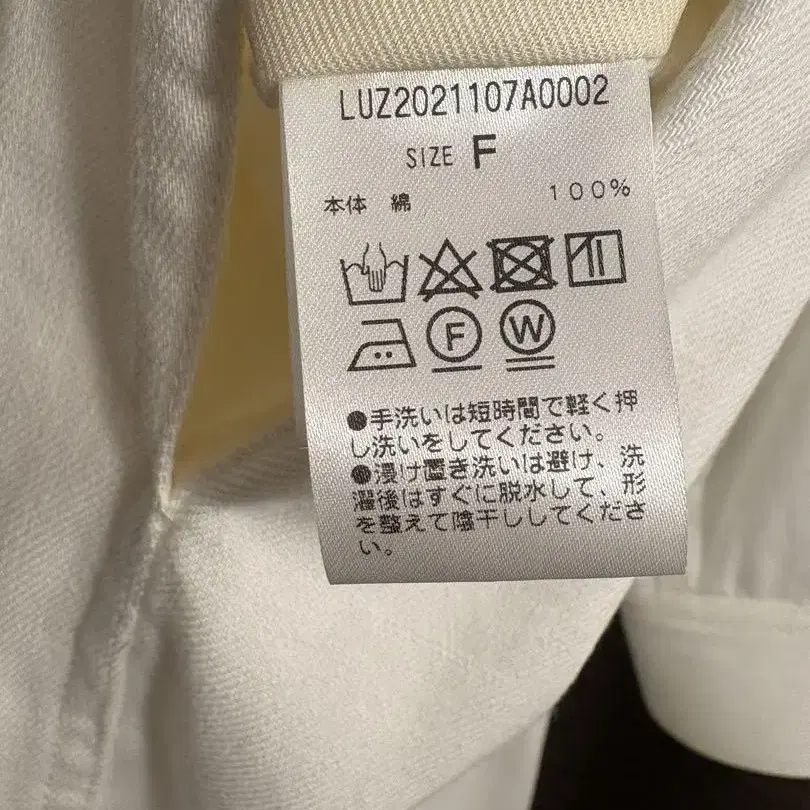 LUZ2021107A0002
SIZE F
本体 綿 100%
F W
●手洗いは短時間で軽く押
し洗いをしてください。
●浸け置き洗いは避け、洗
濯後はすぐに脱水して、形
を整えて陰干ししてくださ
い。